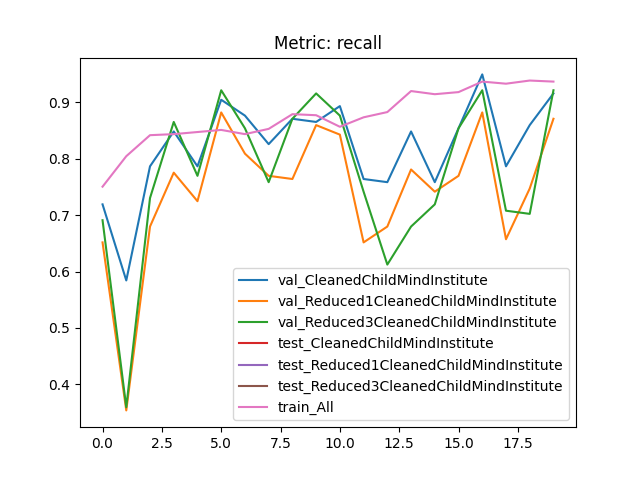 Metric: recall
0.9
0.8
0.7
0.6
0.5
0.4
val_CleanedChildMindInstitute
val_Reduced1CleanedChildMindInstitute
val_Reduced3CleanedChildMindInstitute
test_CleanedChildMindInstitute
test_Reduced1CleanedChildMindInstitute
test_Reduced3CleanedChildMindInstitute
train_All
0.0 2.5 5.0 7.5 10.0 12.5 15.0 17.5